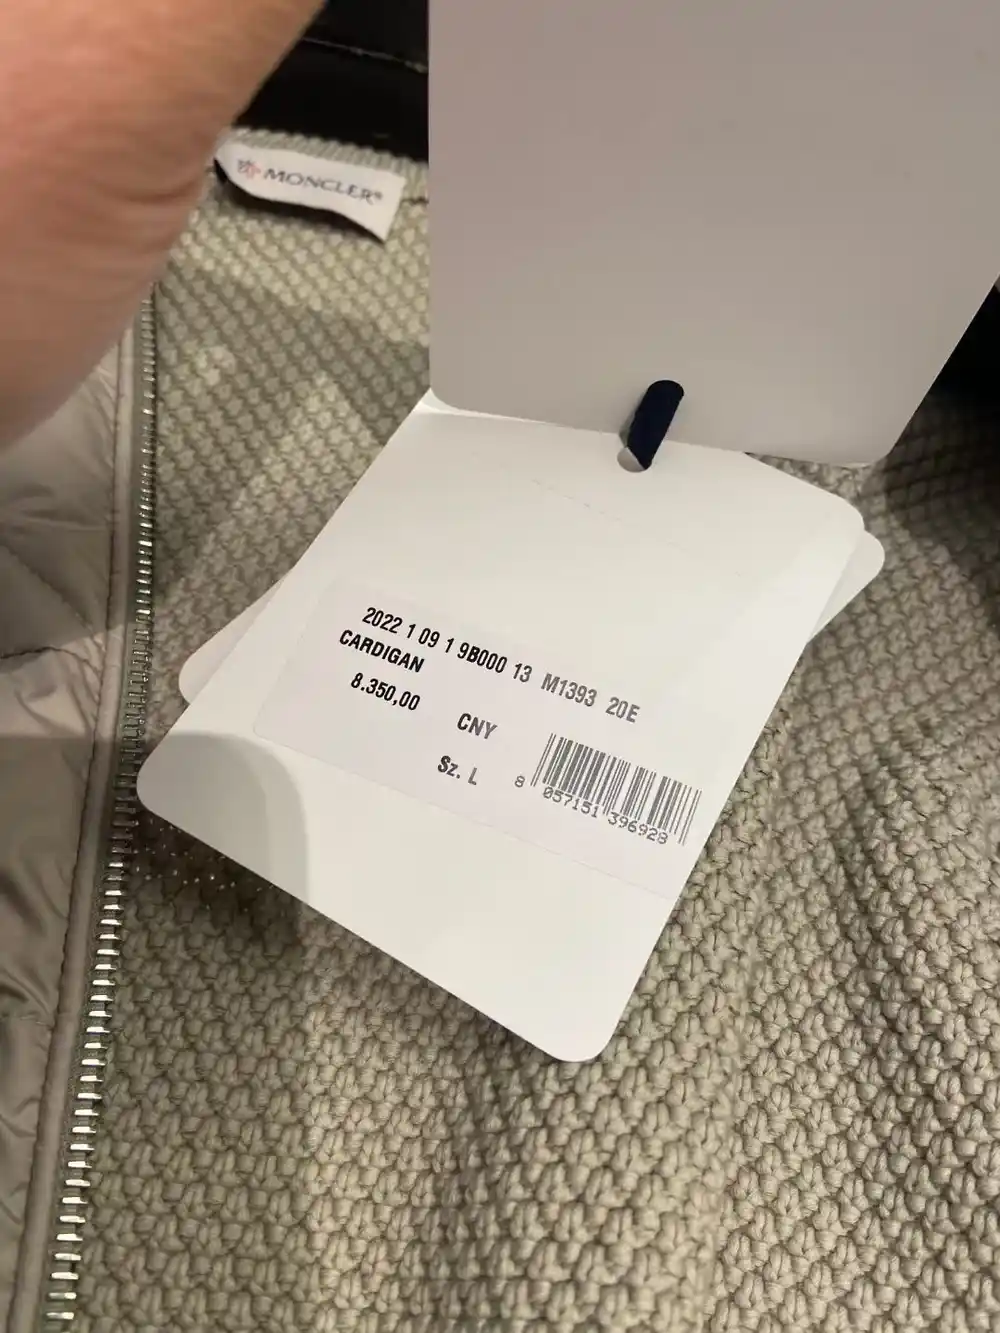 MONCLER®
2022 1 09 1 9B000 13 M1393 20E
CARDIGAN
8.350,00
CNY
Sz. L
8 057151 396928